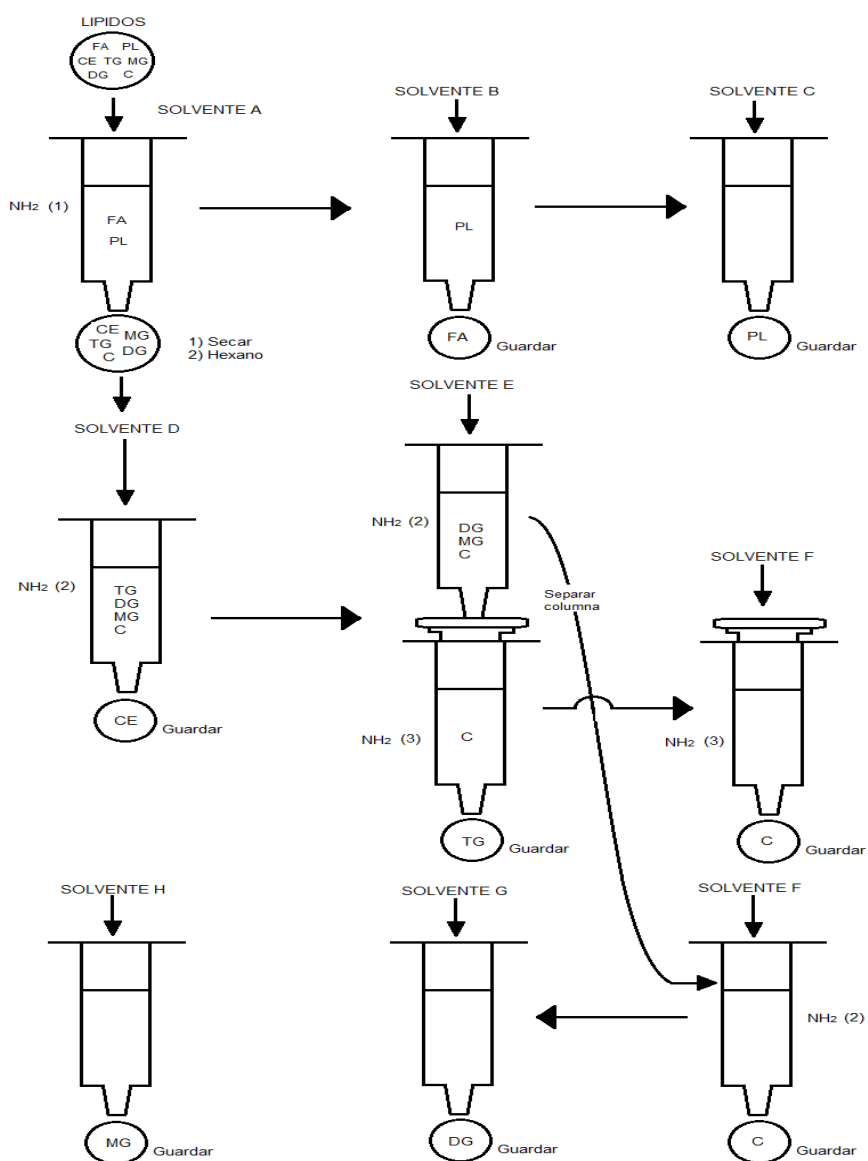 LIPIDOS
FA PL
CE TG MG
DG C
SOLVENTE A
SOLVENTE B
SOLVENTE C
NH₂ (1)
FA
PL
PL
CE MG
TG DG
C
1) Secar
2) Hexano
FA
Guardar
PL
Guardar
SOLVENTE D
SOLVENTE E
NH₂ (2)
TG
DG
MG
C
NH₂ (2)
DG
MG
C
Separar
columna
SOLVENTE F
CE
Guardar
NH₂ (3)
C
NH₂ (3)
TG
Guardar
C
Guardar
SOLVENTE H
SOLVENTE G
SOLVENTE F
NH₂ (2)
MG
Guardar
DG
Guardar
C
Guardar